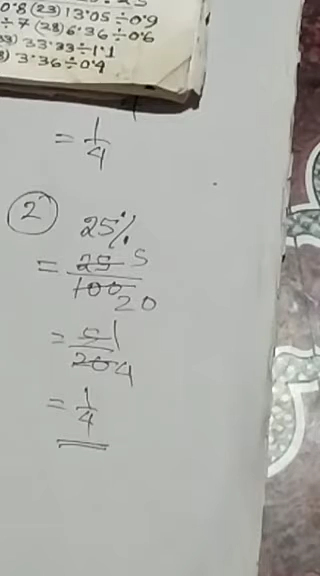 0.8 (23) 13.05÷0.9
÷7 (28) 6.36÷0.6
33) 33.33÷1.1
) 3.36÷0.4
= 1/4
2 25%
= 25 5 / 100 20
= 5 1 / 20 4
= 1/4